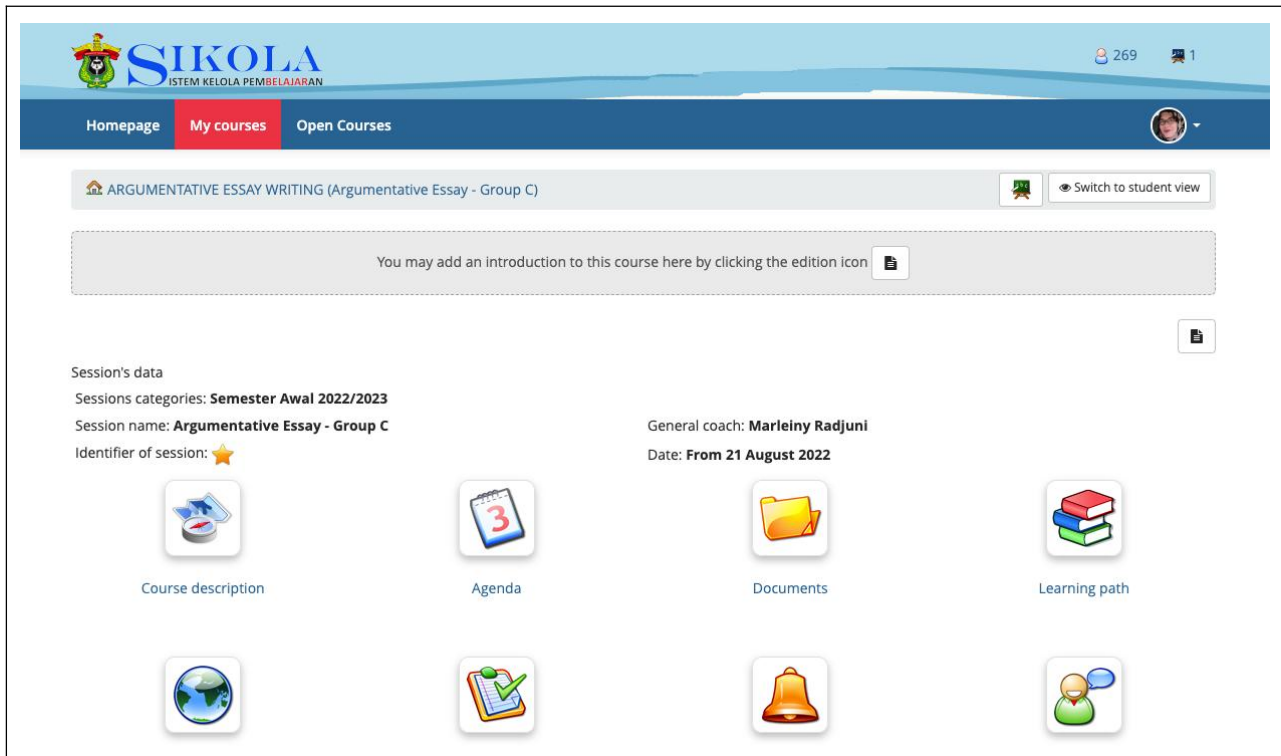 SIKOLA
ISTEM KELOLA PEMBELAJARAN
269
1
Homepage
My courses
Open Courses
ARGUMENTATIVE ESSAY WRITING (Argumentative Essay - Group C)
Switch to student view
You may add an introduction to this course here by clicking the edition icon
Session's data
Sessions categories: Semester Awal 2022/2023
Session name: Argumentative Essay - Group C
General coach: Marleiny Radjuni
Identifier of session:
Date: From 21 August 2022
3
Course description
Agenda
Documents
Learning path